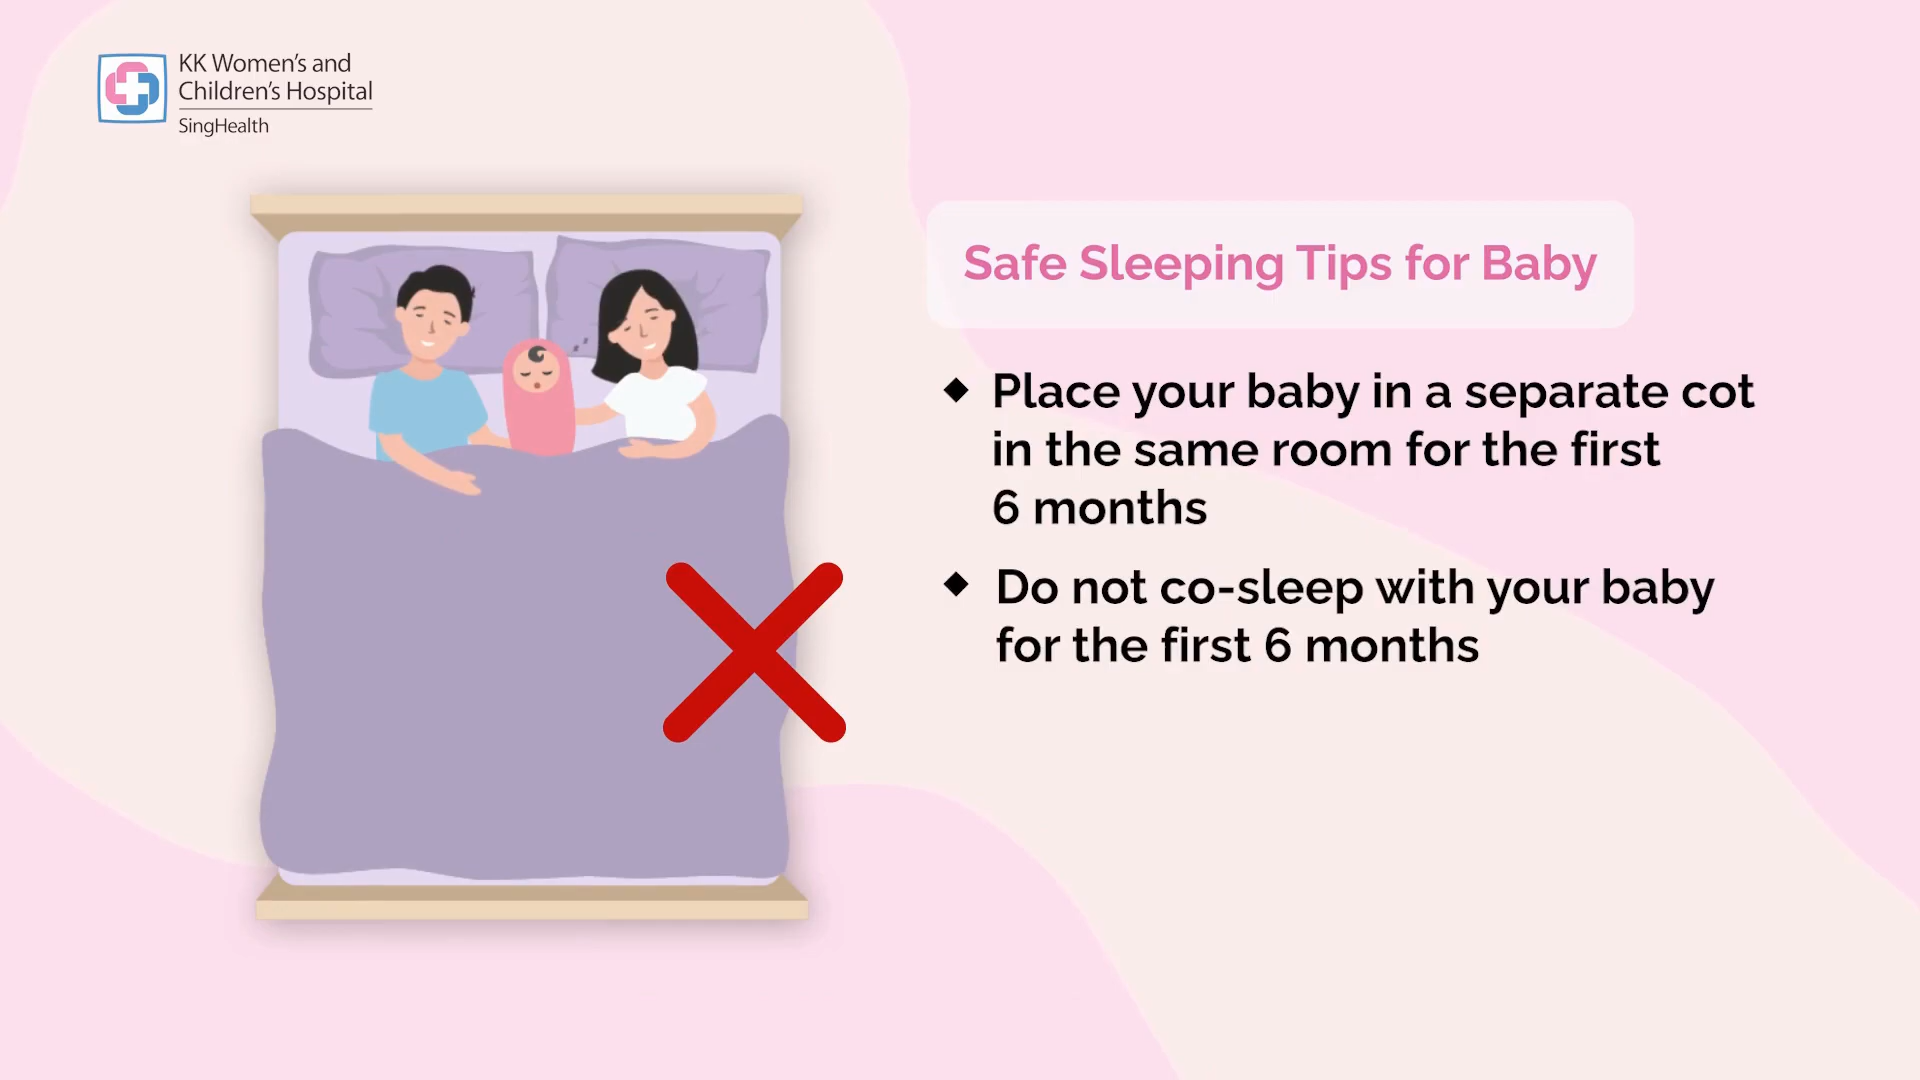 KK Women's and
Children's Hospital
SingHealth
Safe Sleeping Tips for Baby
◆ Place your baby in a separate cot
in the same room for the first
6 months
◆ Do not co-sleep with your baby
for the first 6 months
z z